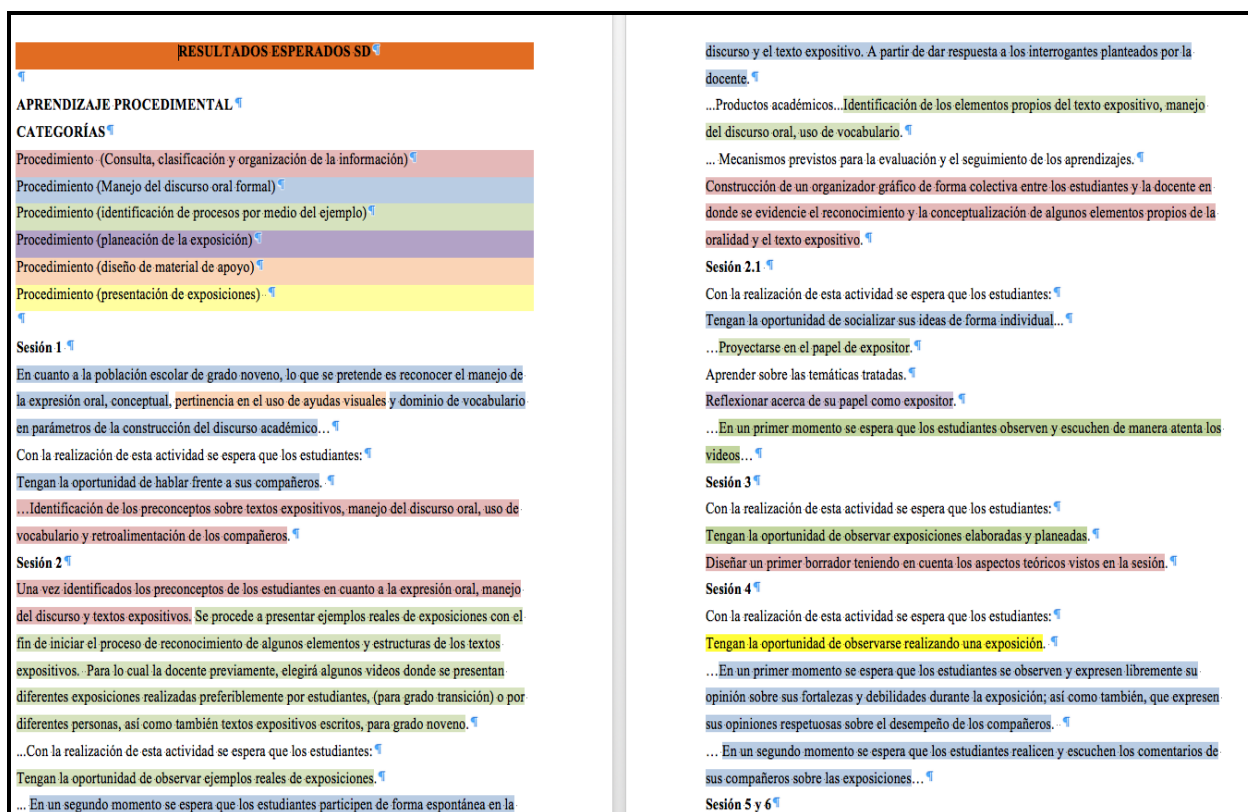 RESULTADOS ESPERADOS SD¶
¶
APRENDIZAJE PROCEDIMENTAL¶
CATEGORÍAS¶
Procedimiento (Consulta, clasificación y organización de la información)¶
Procedimiento (Manejo del discurso oral formal)¶
Procedimiento (identificación de procesos por medio del ejemplo)¶
Procedimiento (planeación de la exposición)¶
Procedimiento (diseño de material de apoyo)¶
Procedimiento (presentación de exposiciones) ¶
¶
Sesión 1 ¶
En cuanto a la población escolar de grado noveno, lo que se pretende es reconocer el manejo de
la expresión oral, conceptual, pertinencia en el uso de ayudas visuales y dominio de vocabulario
en parámetros de la construcción del discurso académico… ¶
Con la realización de esta actividad se espera que los estudiantes:¶
Tengan la oportunidad de hablar frente a sus compañeros. ¶
…Identificación de los preconceptos sobre textos expositivos, manejo del discurso oral, uso de
vocabulario y retroalimentación de los compañeros. ¶
Sesión 2¶
Una vez identificados los preconceptos de los estudiantes en cuanto a la expresión oral, manejo
del discurso y textos expositivos. Se procede a presentar ejemplos reales de exposiciones con el
fin de iniciar el proceso de reconocimiento de algunos elementos y estructuras de los textos
expositivos. Para lo cual la docente previamente, elegirá algunos videos donde se presentan
diferentes exposiciones realizadas preferiblemente por estudiantes, (para grado transición) o por
diferentes personas, así como también textos expositivos escritos, para grado noveno. ¶
...Con la realización de esta actividad se espera que los estudiantes:¶
Tengan la oportunidad de observar ejemplos reales de exposiciones.¶
... En un segundo momento se espera que los estudiantes participen de forma espontánea en la
discurso y el texto expositivo. A partir de dar respuesta a los interrogantes planteados por la
docente. ¶
...Productos académicos...Identificación de los elementos propios del texto expositivo, manejo
del discurso oral, uso de vocabulario. ¶
... Mecanismos previstos para la evaluación y el seguimiento de los aprendizajes. ¶
Construcción de un organizador gráfico de forma colectiva entre los estudiantes y la docente en
donde se evidencie el reconocimiento y la conceptualización de algunos elementos propios de la
oralidad y el texto expositivo. ¶
Sesión 2.1 ¶
Con la realización de esta actividad se espera que los estudiantes:¶
Tengan la oportunidad de socializar sus ideas de forma individual... ¶
…Proyectarse en el papel de expositor. ¶
Aprender sobre las temáticas tratadas. ¶
Reflexionar acerca de su papel como expositor. ¶
…En un primer momento se espera que los estudiantes observen y escuchen de manera atenta los
videos… ¶
Sesión 3¶
Con la realización de esta actividad se espera que los estudiantes:¶
Tengan la oportunidad de observar exposiciones elaboradas y planeadas. ¶
Diseñar un primer borrador teniendo en cuenta los aspectos teóricos vistos en la sesión. ¶
Sesión 4¶
Con la realización de esta actividad se espera que los estudiantes:¶
Tengan la oportunidad de observarse realizando una exposición. ¶
…En un primer momento se espera que los estudiantes se observen y expresen libremente su
opinión sobre sus fortalezas y debilidades durante la exposición; así como también, que expresen
sus opiniones respetuosas sobre el desempeño de los compañeros. ¶
… En un segundo momento se espera que los estudiantes realicen y escuchen los comentarios de
sus compañeros sobre las exposiciones… ¶
Sesión 5 y 6¶